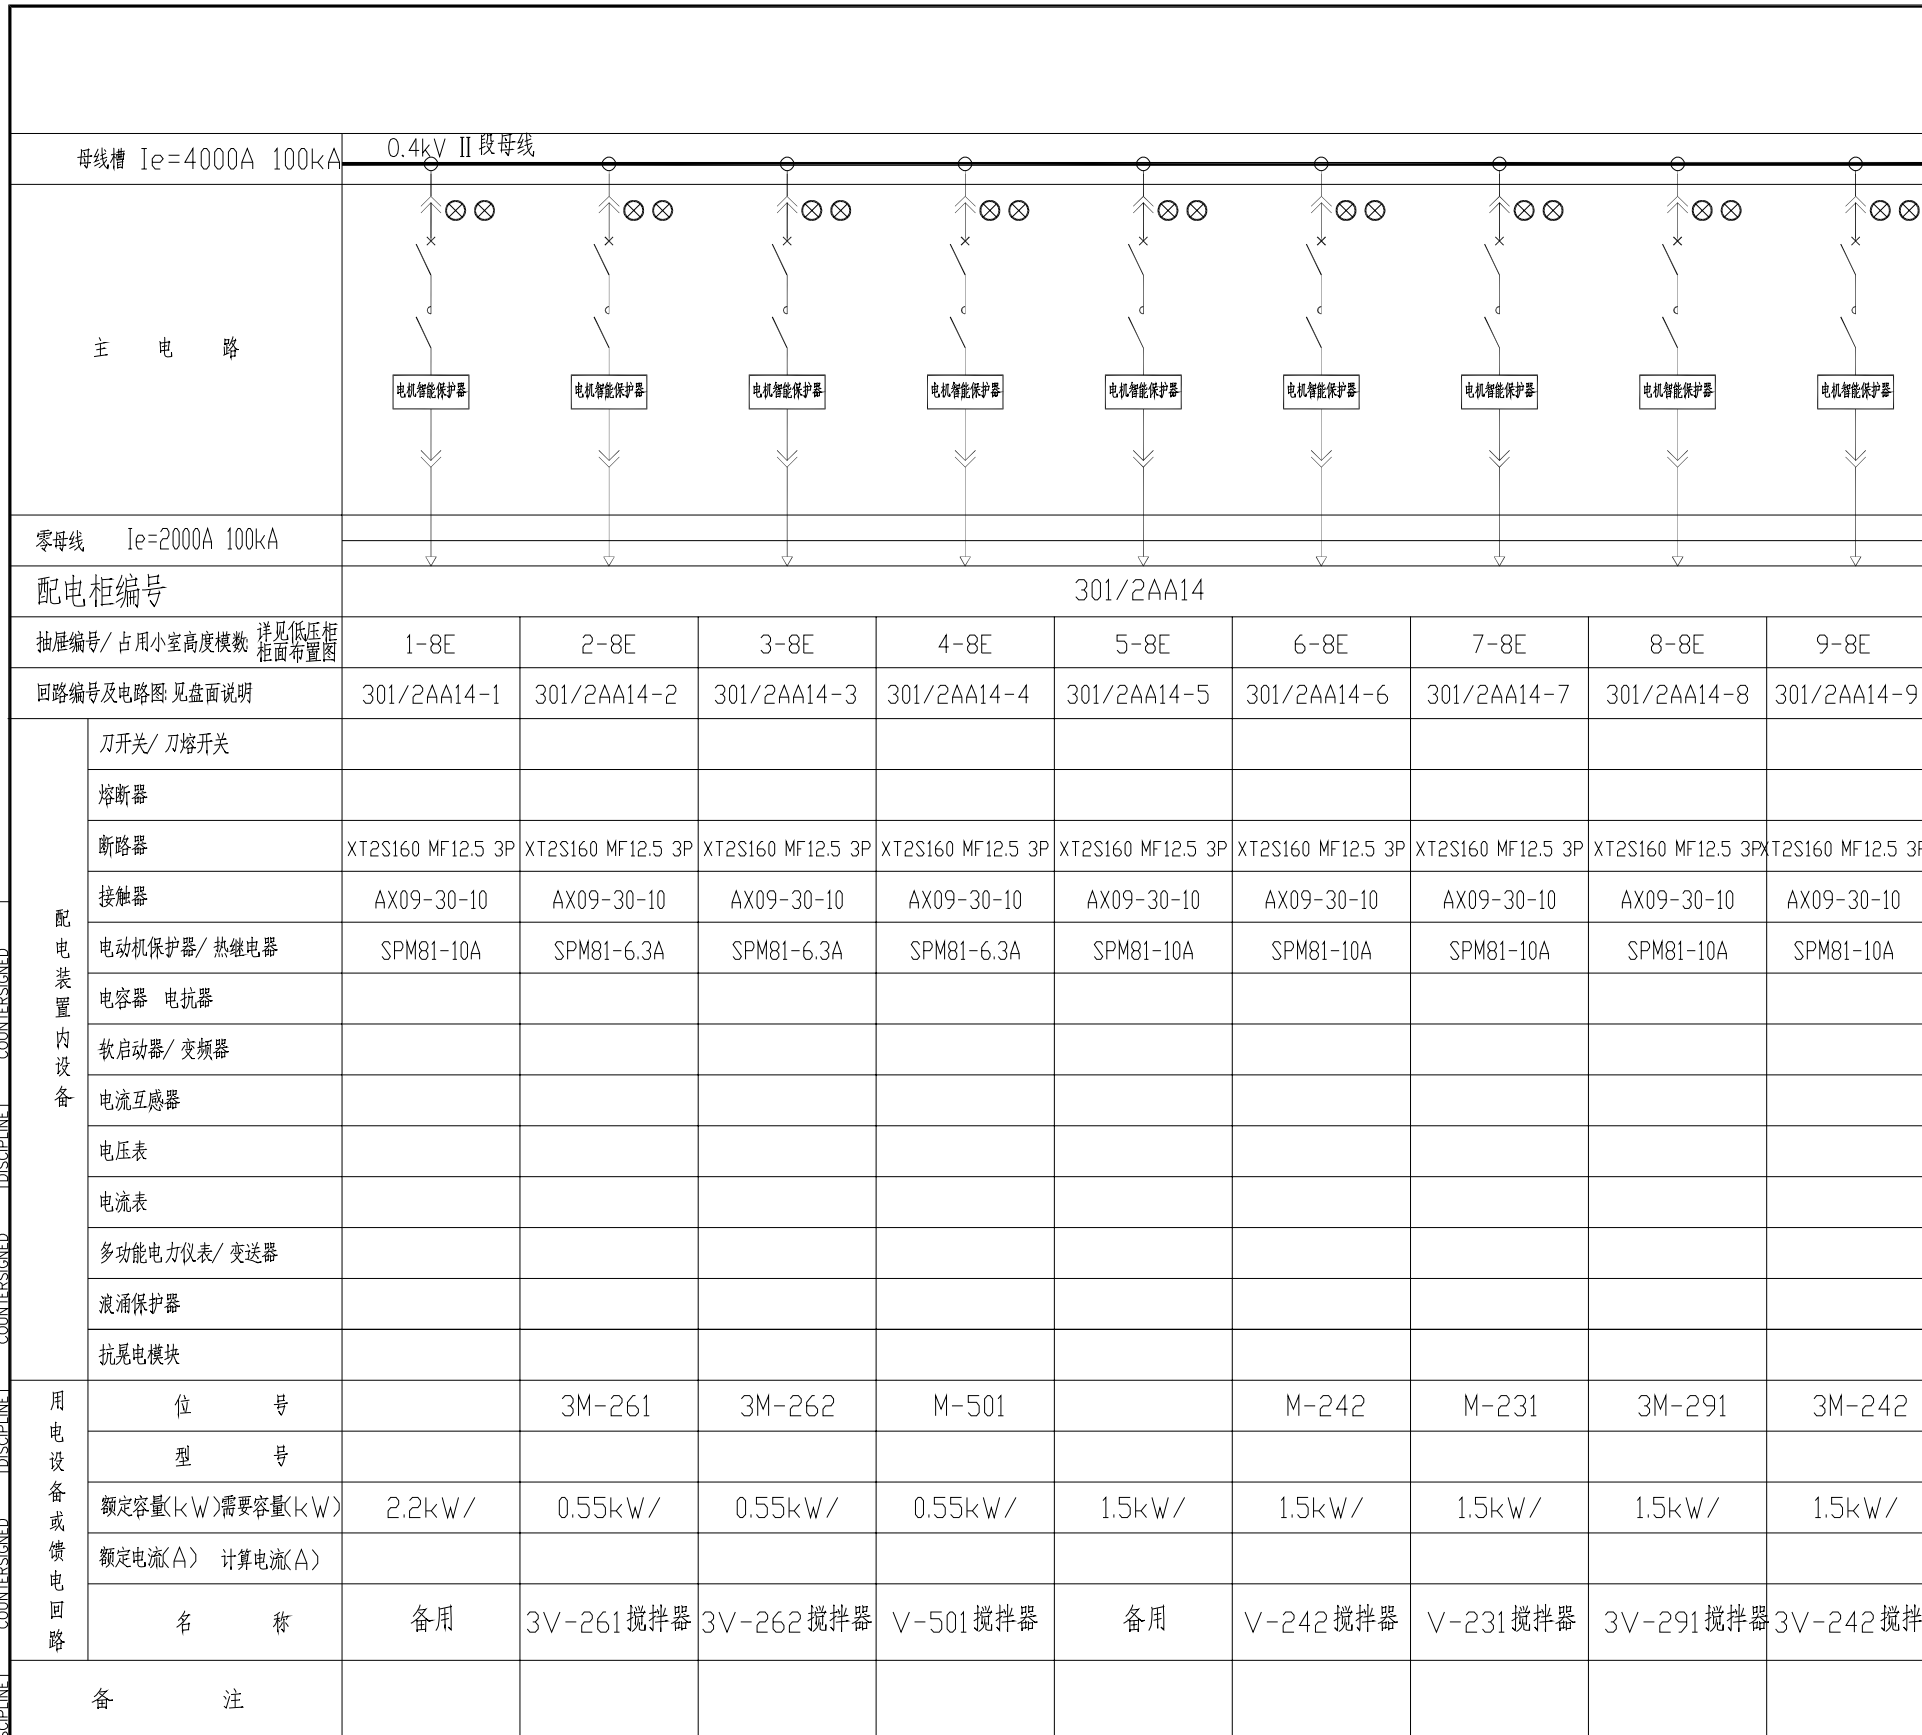 母线槽 Ie=4000A 100kA
0.4kV II 段母线
主 电 路
电机智能保护器 电机智能保护器 电机智能保护器 电机智能保护器 电机智能保护器 电机智能保护器 电机智能保护器 电机智能保护器 电机智能保护器
零母线 Ie=2000A 100kA
配电柜编号 301/2AA14
抽屉编号/占用小室高度模数 详见低压柜柜面布置图 1-8E 2-8E 3-8E 4-8E 5-8E 6-8E 7-8E 8-8E 9-8E
回路编号及电路图:见盘面说明 301/2AA14-1 301/2AA14-2 301/2AA14-3 301/2AA14-4 301/2AA14-5 301/2AA14-6 301/2AA14-7 301/2AA14-8 301/2AA14-9
配电装置内设备
刀开关/刀熔开关
熔断器
断路器 XT2S160 MF12.5 3P XT2S160 MF12.5 3P XT2S160 MF12.5 3P XT2S160 MF12.5 3P XT2S160 MF12.5 3P XT2S160 MF12.5 3P XT2S160 MF12.5 3P XT2S160 MF12.5 3P XT2S160 MF12.5 3P
接触器 AX09-30-10 AX09-30-10 AX09-30-10 AX09-30-10 AX09-30-10 AX09-30-10 AX09-30-10 AX09-30-10 AX09-30-10
电动机保护器/热继电器 SPM81-10A SPM81-6.3A SPM81-6.3A SPM81-6.3A SPM81-10A SPM81-10A SPM81-10A SPM81-10A SPM81-10A
电容器 电抗器
软启动器/变频器
电流互感器
电压表
电流表
多功能电力仪表/变送器
浪涌保护器
抗晃电模块
用电设备或馈电回路
位 号 3M-261 3M-262 M-501 M-242 M-231 3M-291 3M-242
型 号
额定容量(kW)需要容量(kW) 2.2kW/ 0.55kW/ 0.55kW/ 0.55kW/ 1.5kW/ 1.5kW/ 1.5kW/ 1.5kW/ 1.5kW/
额定电流(A) 计算电流(A)
名 称 备用 3V-261搅拌器 3V-262搅拌器 V-501搅拌器 备用 V-242搅拌器 V-231搅拌器 3V-291搅拌器 3V-242搅拌
备 注
COUNTERSIGNED
DISCIPLINE
COUNTERSIGNED
DISCIPLINE
COUNTERSIGNED